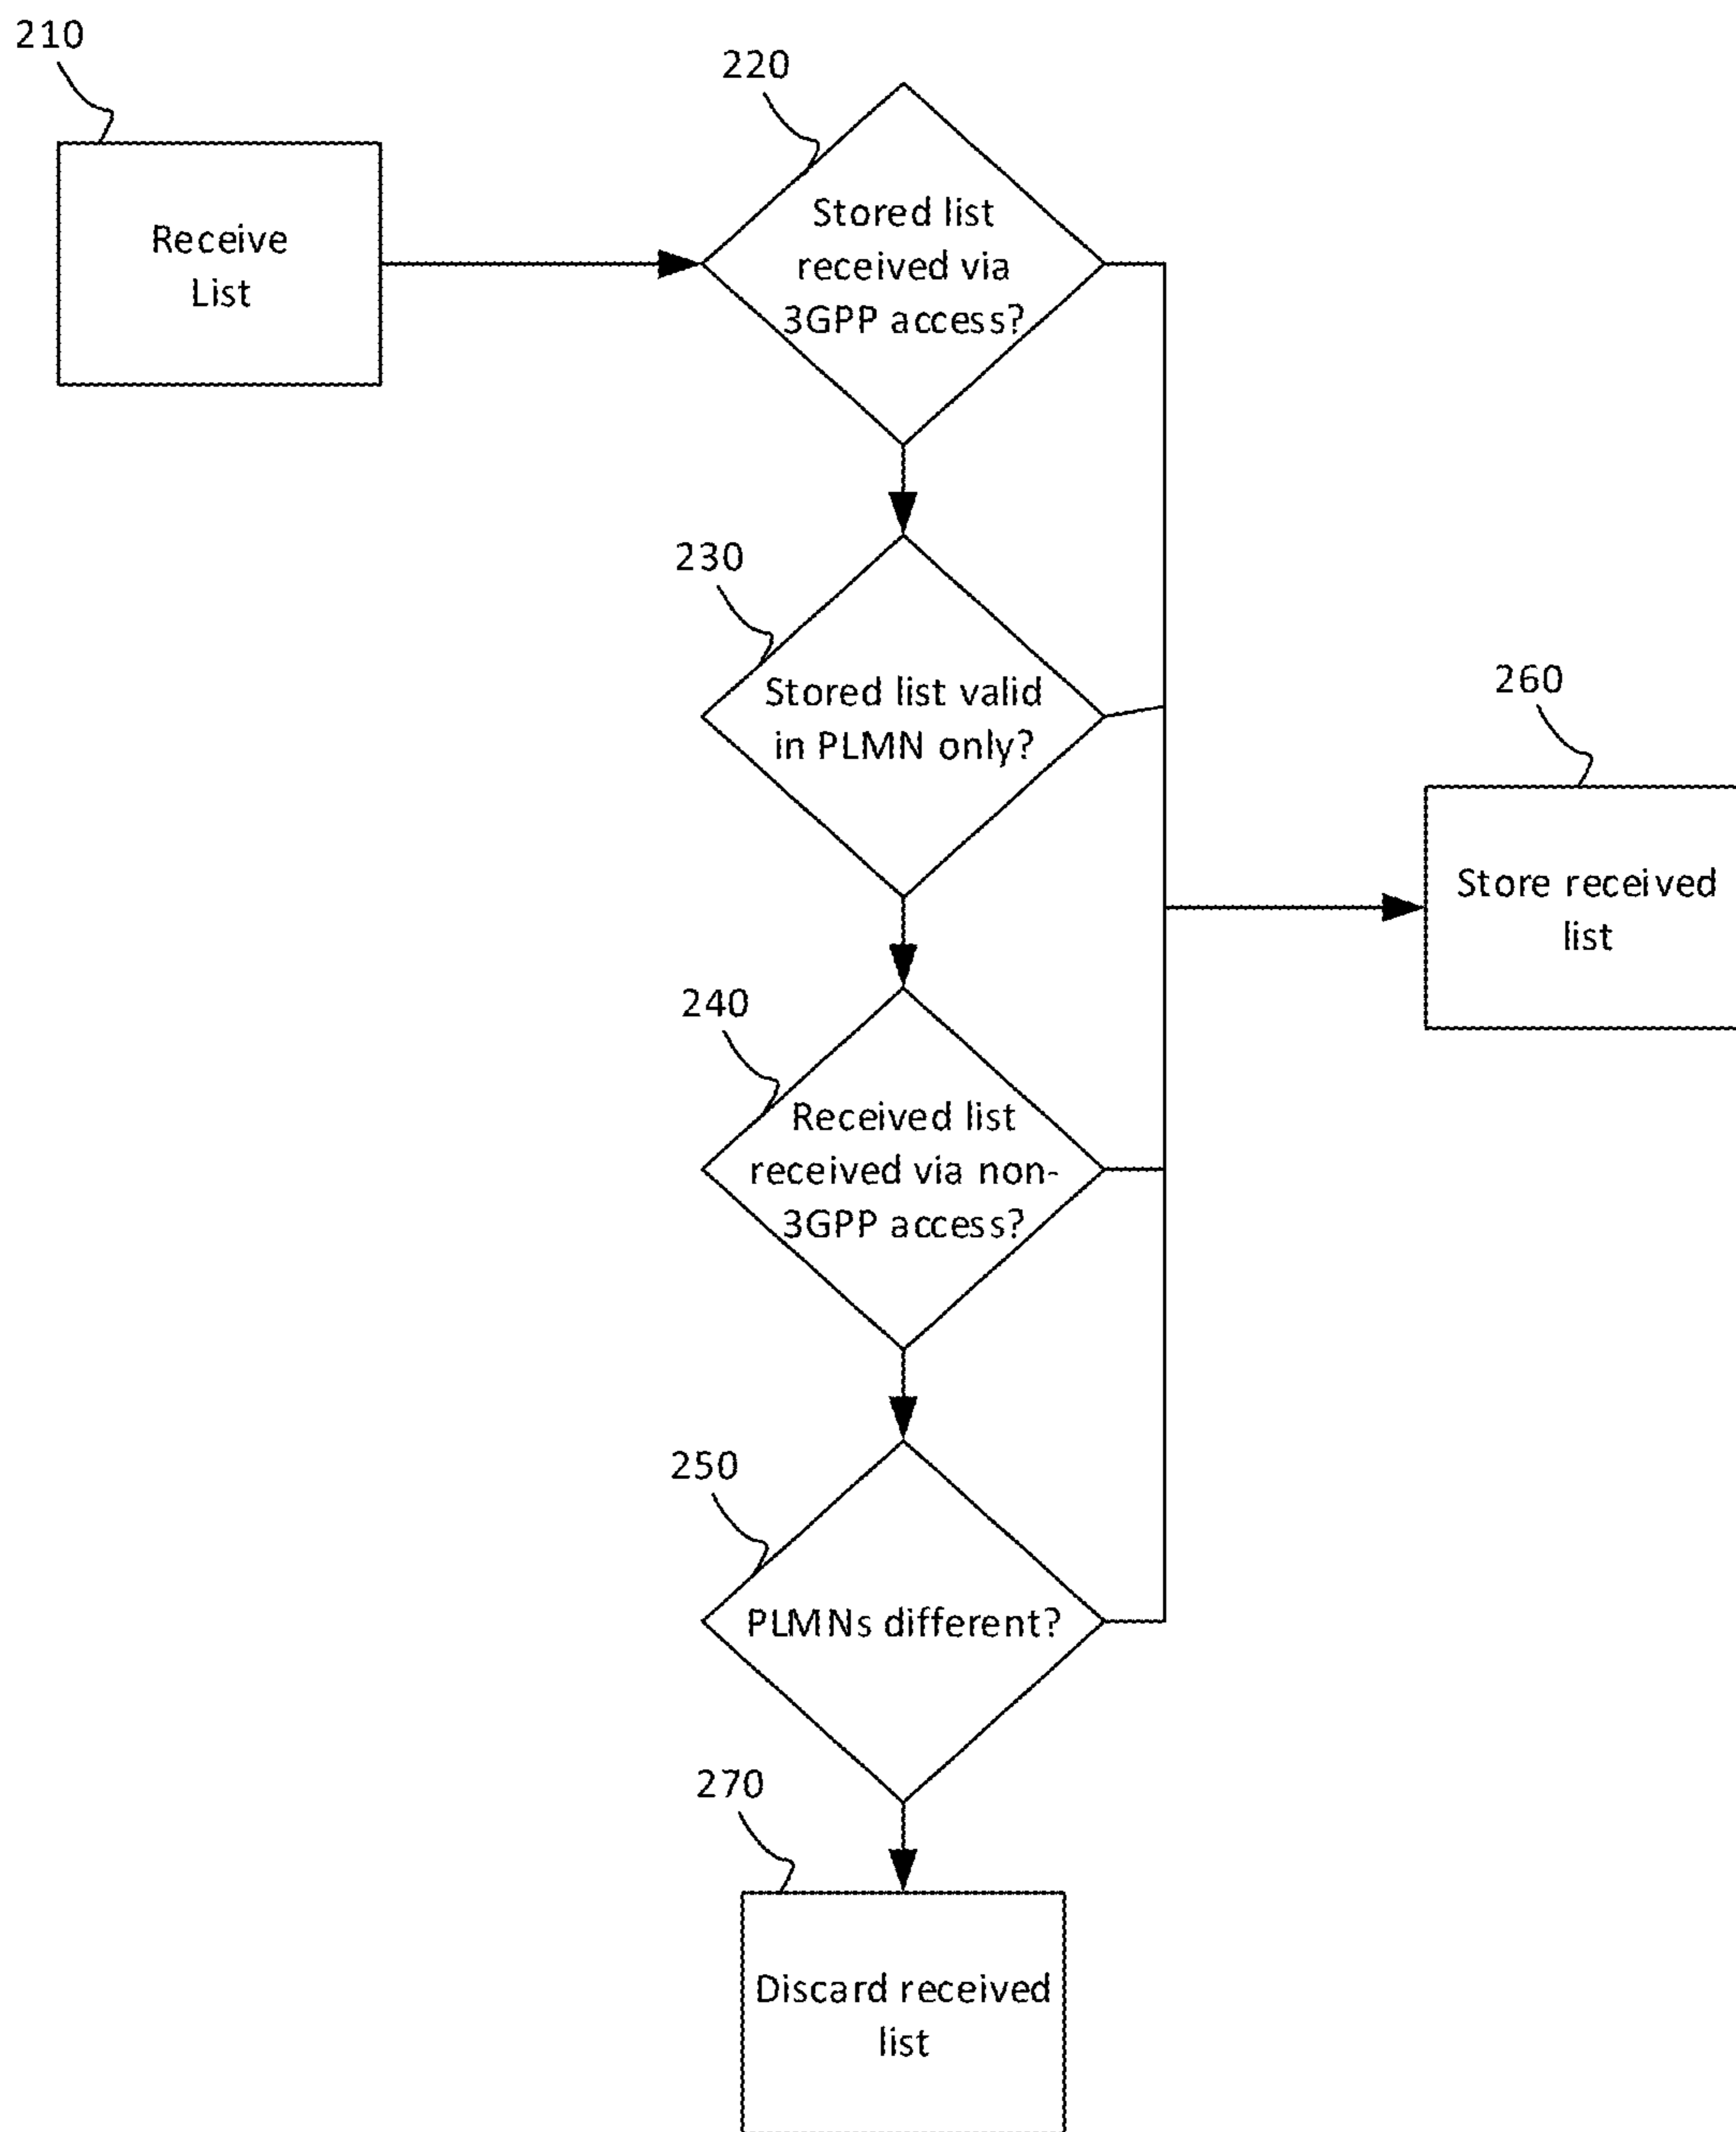 210
Receive
List
220
Stored list
received via
3GPP access?
230
Stored list valid
in PLMN only?
240
Received list
received via non-
3GPP access?
250
PLMNs different?
260
Store received
list
270
Discard received
list